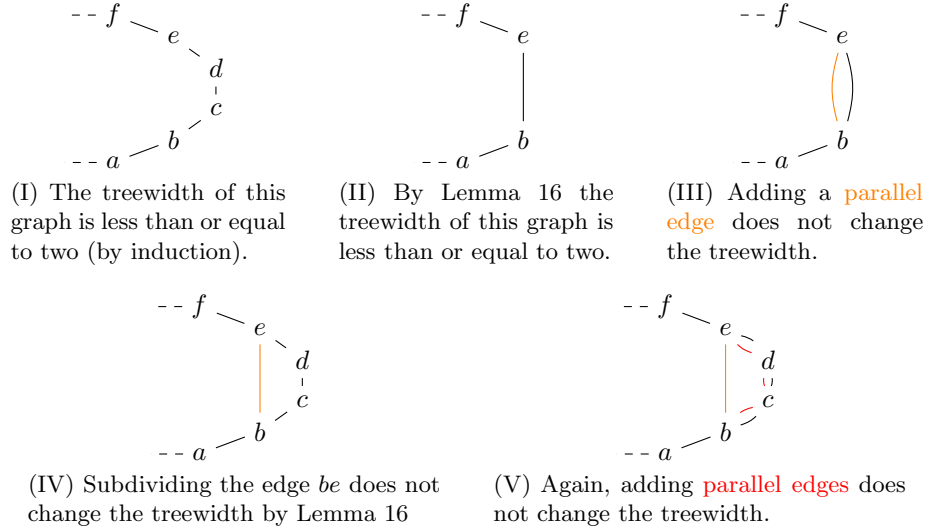 f
e
d
c
b
a
f
e
b
a
f
e
b
a
(I) The treewidth of this
graph is less than or equal
to two (by induction).
(II) By Lemma 16 the
treewidth of this graph is
less than or equal to two.
(III) Adding a parallel
edge does not change
the treewidth.
f
e
d
c
b
a
f
e
d
c
b
a
(IV) Subdividing the edge be does not
change the treewidth by Lemma 16
(V) Again, adding parallel edges does
not change the treewidth.